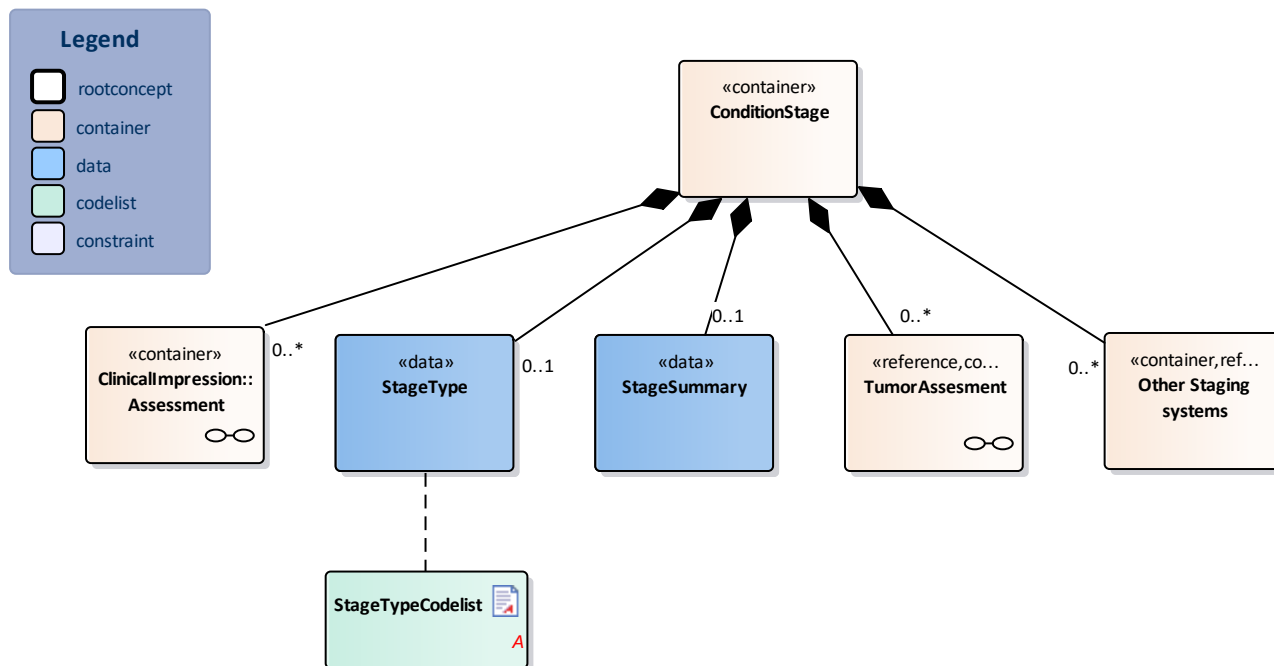 Legend
rootconcept
container
data
codelist
constraint
«container»
ConditionStage
0..*
0..1
0..1
0..*
0..*
«container»
ClinicalImpression::
Assessment
«data»
StageType
«data»
StageSummary
«reference,co...
TumorAssesment
«container,ref...
Other Staging
systems
StageTypeCodelist
A